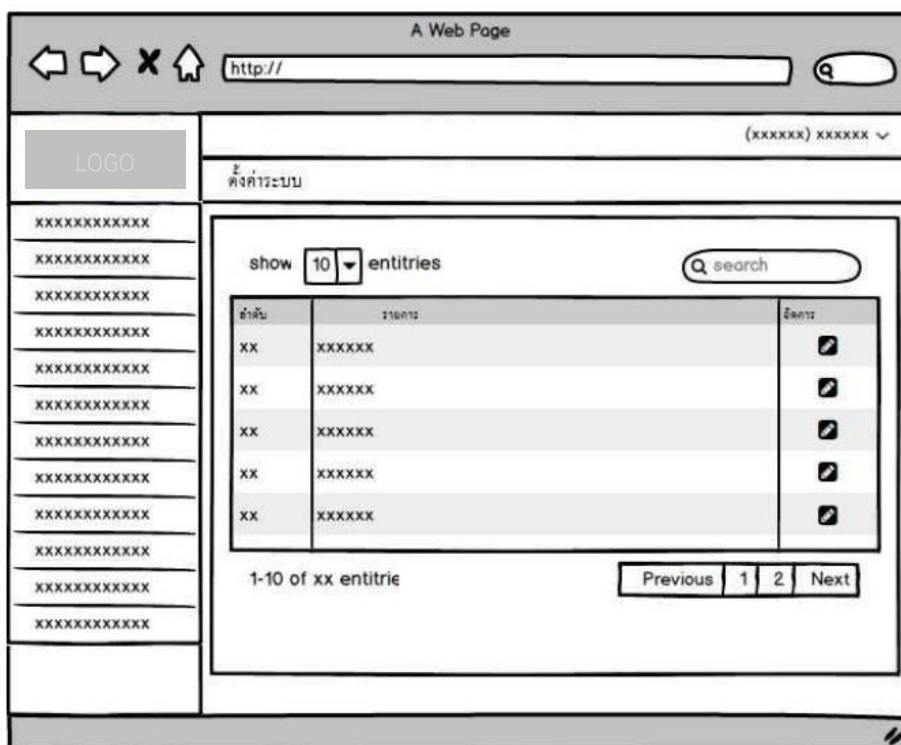 A Web Page
http://
LOGO
(xxxxxx) xxxxxx
ตั้งค่าระบบ
xxxxxxxxxxxx
xxxxxxxxxxxx
xxxxxxxxxxxx
xxxxxxxxxxxx
xxxxxxxxxxxx
xxxxxxxxxxxx
xxxxxxxxxxxx
xxxxxxxxxxxx
xxxxxxxxxxxx
xxxxxxxxxxxx
xxxxxxxxxxxx
xxxxxxxxxxxx
show 10 entitries
search
ลำดับ รายการ จัดการ
xx xxxxxx
xx xxxxxx
xx xxxxxx
xx xxxxxx
xx xxxxxx
1-10 of xx entitrie
Previous 1 2 Next